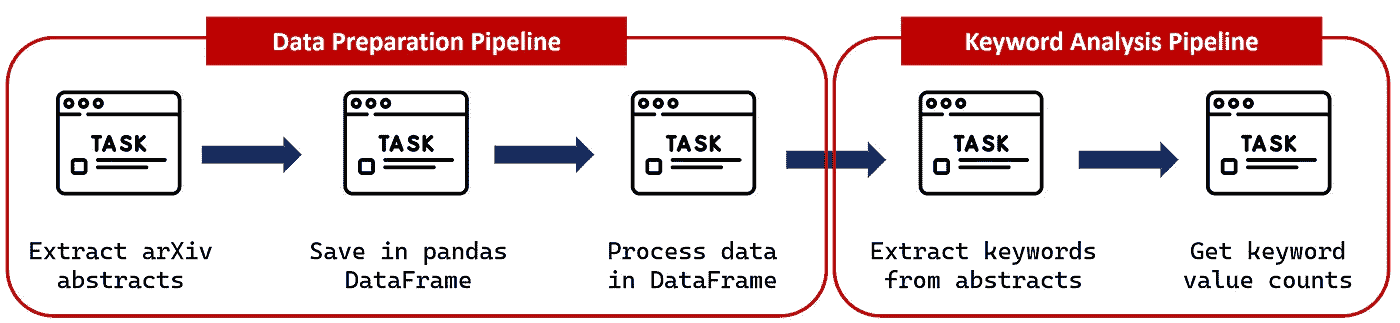 Data Preparation Pipeline
Keyword Analysis Pipeline
TASK
TASK
TASK
TASK
TASK
Extract arXiv
abstracts
Save in pandas
DataFrame
Process data
in DataFrame
Extract keywords
from abstracts
Get keyword
value counts